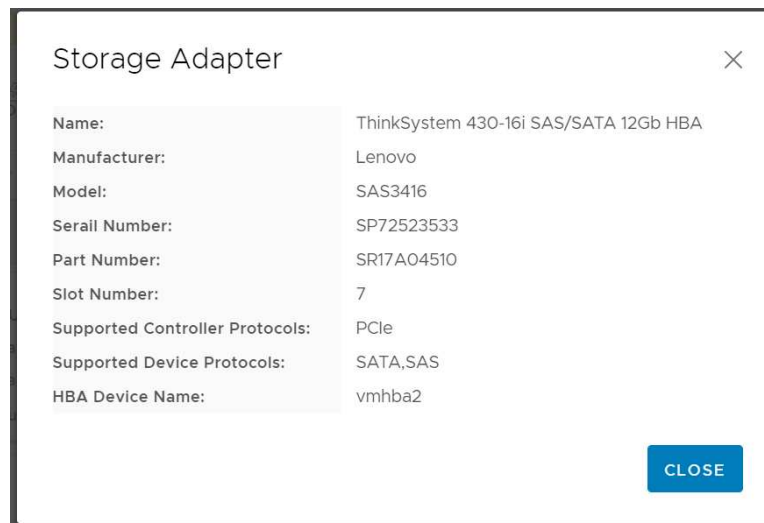 Storage Adapter
Name: ThinkSystem 430-16i SAS/SATA 12Gb HBA
Manufacturer: Lenovo
Model: SAS3416
Serail Number: SP72523533
Part Number: SR17A04510
Slot Number: 7
Supported Controller Protocols: PCIe
Supported Device Protocols: SATA,SAS
HBA Device Name: vmhba2
CLOSE